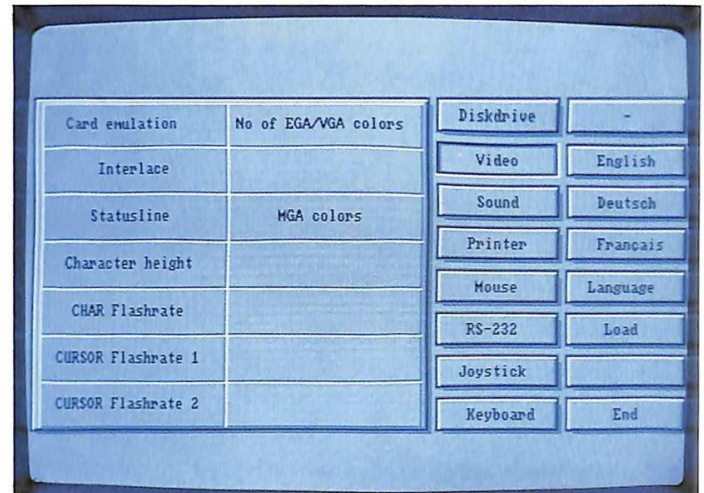 Card emulation
No of EGA/VGA colors
Interlace
Statusline
MGA colors
Character height
CHAR Flashrate
CURSOR Flashrate 1
CURSOR Flashrate 2
Diskdrive
-
Video
English
Sound
Deutsch
Printer
Francais
Mouse
Language
RS-232
Load
Joystick
Keyboard
End